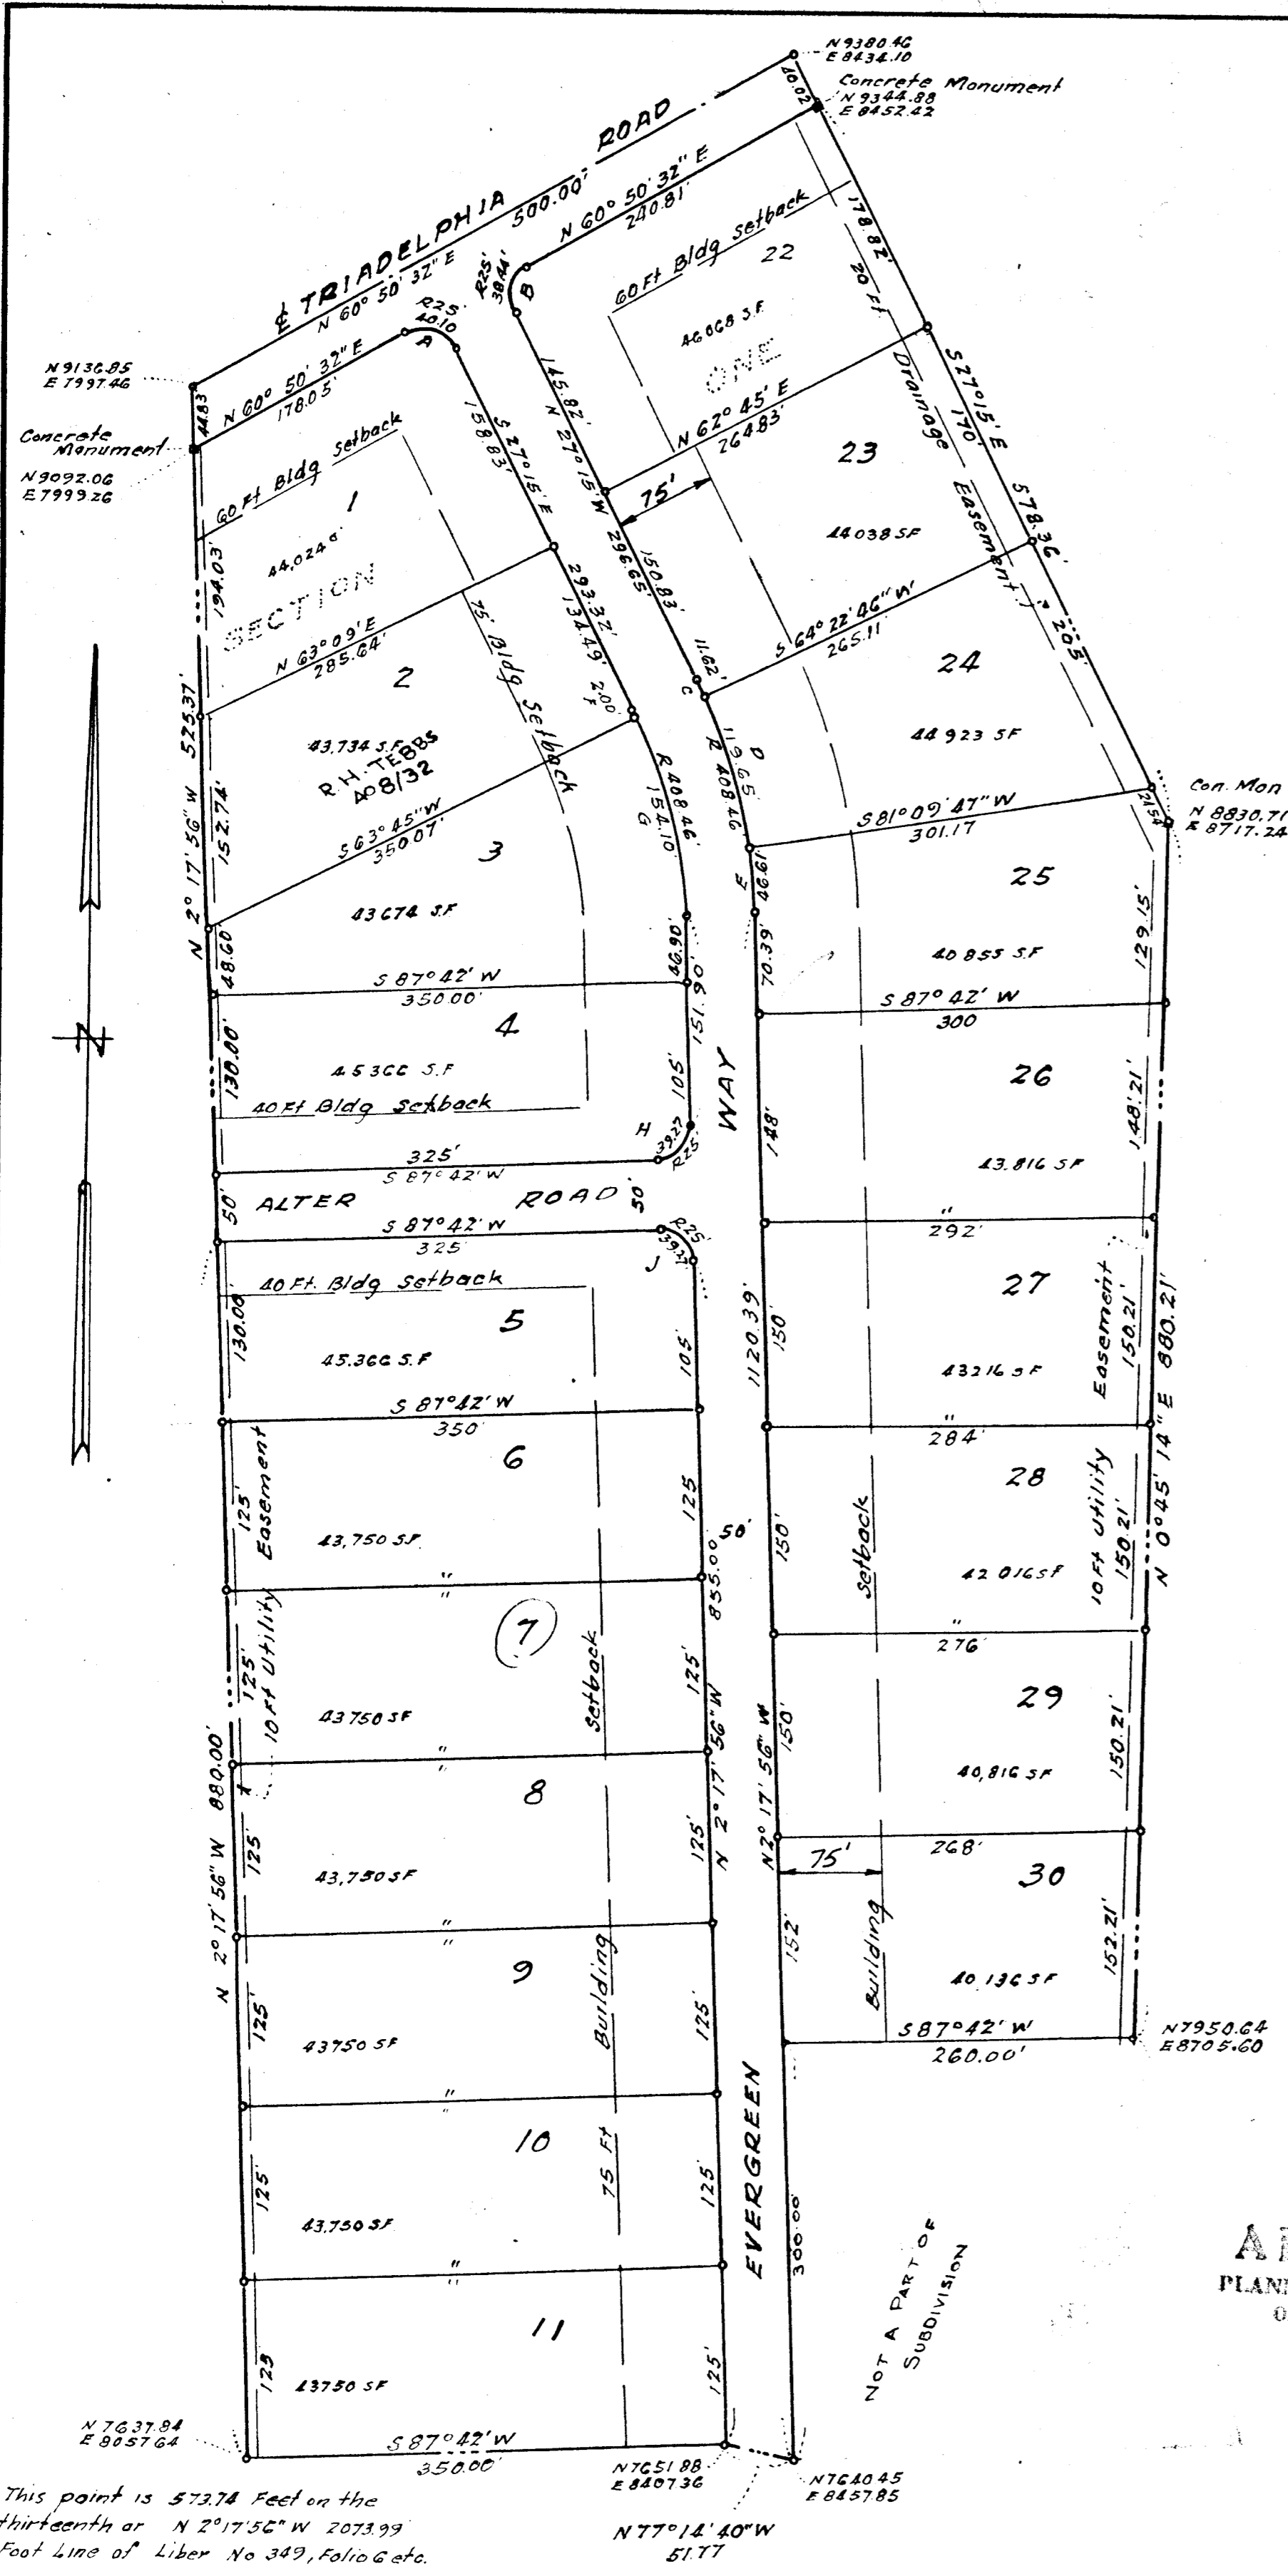 N 9380.46
E 8434.10
40.02
Concrete Monument
N 9344.88
E 8452.42
℄ TRIADELPHIA ROAD
N 60° 50' 32" E
500.00'
N 60° 50' 32" E
240.81'
R25'
38.44'
B
R25'
40.10
A
N 9136.85
E 7997.46
44.83'
N 60° 50' 32" E
178.05'
Concrete
Monument
N 9092.06
E 7999.26
60 Ft Bldg Setback
22
46068 S.F
ONE
178.82'
20 Ft
Drainage
Easement
60 Ft Bldg Setback
1
44,024
SECTION
194.03'
158.83'
S 27° 15' E
145.82'
N 27° 15' W
N 62° 45' E
264.83'
23
75'
44038 SF
S 27° 15' E
170'
578.36'
205'
293.32'
134.49'
2.00'
F
296.65'
150.83'
11.62'
C
S 64° 22' 46" W
265.11'
24
44 923 SF
N 63° 09' E
285.64'
2
75' Bldg Setback
43,734 S.F
R. H. TEBBS
408/32
N 2° 17' 56" W 525.37'
152.74'
S 63° 45' W
350.07'
3
43674 S.F
R 408.46'
154.10'
G
D
119.65'
R 408.46
S 81° 09' 47" W
301.17
21.54
Con. Mon
N 8830.71
E 8717.24
E
46.61
70.39'
25
40 855 S.F
129.15'
48.60'
46.90'
S 87° 42' W
350.00'
4
45366 S.F
40 Ft Bldg Setback
130.00'
151.90'
105'
H
39.27
R25'
S 87° 42' W
300
26
43.816 SF
148'
148.21'
WAY
325'
S 87° 42' W
50'
ALTER ROAD
50'
S 87° 42' W
325
R25'
39.27
J
40 Ft. Bldg Setback
5
45.366 S.F
130.00'
105'
"
292'
27
43216 SF
1120.39'
150'
Easement
150.21'
N 0° 45' 14" E 880.21'
S 87° 42' W
350'
6
43,750 SF
125'
Easement
125
50'
"
284'
28
42 016 SF
150'
Setback
10 Ft Utility
150.21'
"
"
7
43750 SF
125'
10 Ft Utility
Setback
855.00'
125'
N 2° 17' 56" W
"
276'
29
40,816 SF
150'
N 2° 17' 56" W
150.21'
"
"
8
43,750 SF
N 2° 17' 56" W 880.00'
125'
125'
268'
75'
30
40,136 SF
152'
Building
152.21'
"
"
9
43750 SF
125'
Building
125'
S 87° 42' W
260.00'
N 7950.64
E 8705.60
"
"
10
43,750 SF
125'
75 Ft
125'
EVERGREEN
300.00'
NOT A PART OF
SUBDIVISION
"
"
11
43750 SF
125
125'
N 7637.84
E 8057.64
S 87° 42' W
350.00'
N 7651.88
E 8407.36
N 7640.45
E 8457.85
N 77° 14' 40" W
51.77
This point is 573.74 Feet on the
thirteenth or N 2° 17' 56" W 2073.99
Foot Line of Liber No 349, Folio 6 etc.